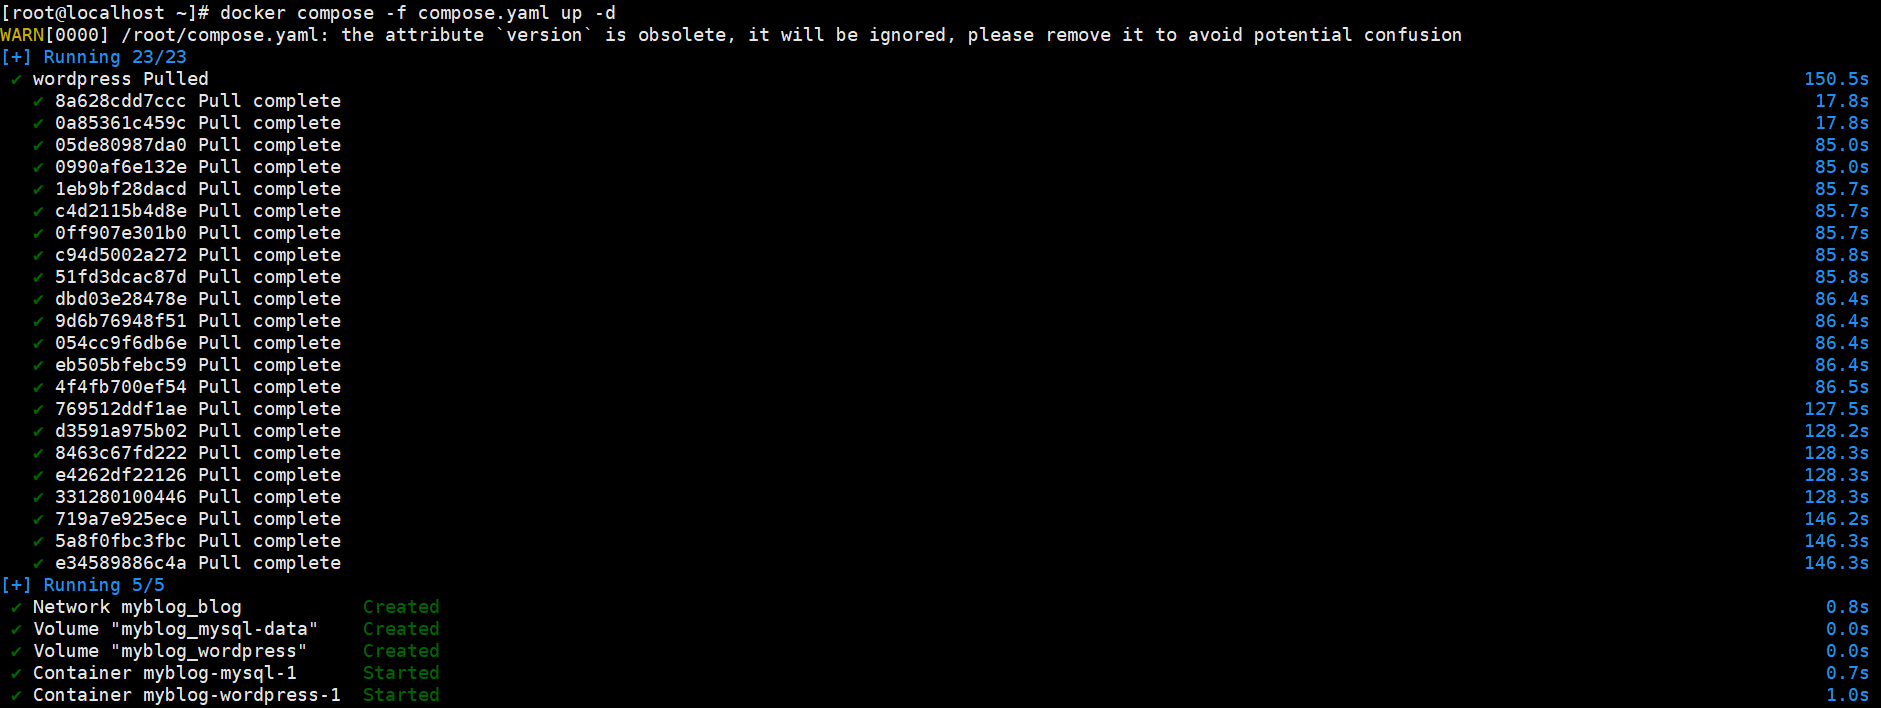 [root@localhost ~]# docker compose -f compose.yaml up -d
WARN[0000] /root/compose.yaml: the attribute `version` is obsolete, it will be ignored, please remove it to avoid potential confusion
[+] Running 23/23
✔ wordpress Pulled 150.5s
✔ 8a628cdd7ccc Pull complete 17.8s
✔ 0a85361c459c Pull complete 17.8s
✔ 05de80987da0 Pull complete 85.0s
✔ 0990af6e132e Pull complete 85.0s
✔ 1eb9bf28dacd Pull complete 85.7s
✔ c4d2115b4d8e Pull complete 85.7s
✔ 0ff907e301b0 Pull complete 85.7s
✔ c94d5002a272 Pull complete 85.8s
✔ 51fd3dcac87d Pull complete 85.8s
✔ dbd03e28478e Pull complete 86.4s
✔ 9d6b76948f51 Pull complete 86.4s
✔ 054cc9f6db6e Pull complete 86.4s
✔ eb505bfebc59 Pull complete 86.4s
✔ 4f4fb700ef54 Pull complete 86.5s
✔ 769512ddf1ae Pull complete 127.5s
✔ d3591a975b02 Pull complete 128.2s
✔ 8463c67fd222 Pull complete 128.3s
✔ e4262df22126 Pull complete 128.3s
✔ 331280100446 Pull complete 128.3s
✔ 719a7e925ece Pull complete 146.2s
✔ 5a8f0fbc3fbc Pull complete 146.3s
✔ e34589886c4a Pull complete 146.3s
[+] Running 5/5
✔ Network myblog_blog Created 0.8s
✔ Volume "myblog_mysql-data" Created 0.0s
✔ Volume "myblog_wordpress" Created 0.0s
✔ Container myblog-mysql-1 Started 0.7s
✔ Container myblog-wordpress-1 Started 1.0s